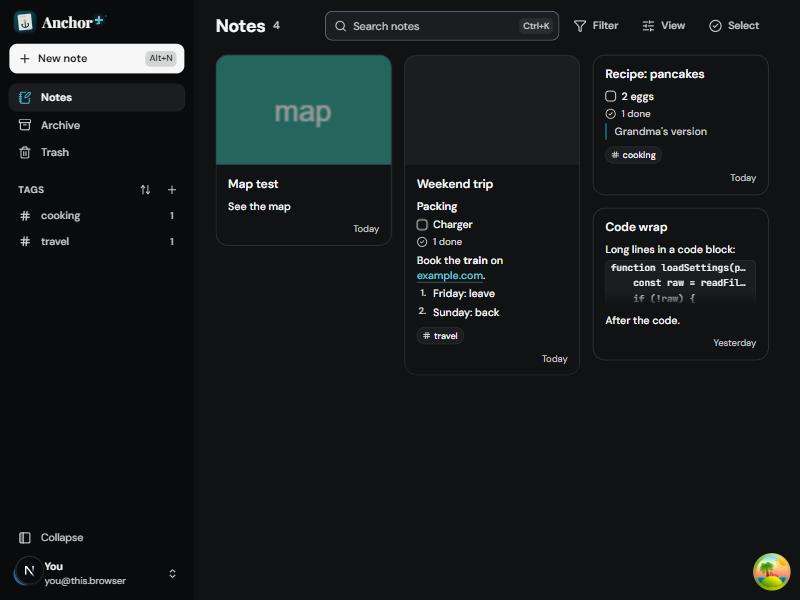 Anchor+
New note Alt+N
Notes
Archive
Trash
TAGS
# cooking 1
# travel 1
Collapse
N
You
you@this.browser
Notes 4
Search notes Ctrl+K
Filter
View
Select
map
Map test
See the map
Today
Weekend trip
Packing
Charger
1 done
Book the train on
example.com.
1. Friday: leave
2. Sunday: back
# travel
Today
Recipe: pancakes
2 eggs
1 done
Grandma's version
# cooking
Today
Code wrap
Long lines in a code block:
function loadSettings(p…
const raw = readFil…
if (!raw) {
After the code.
Yesterday